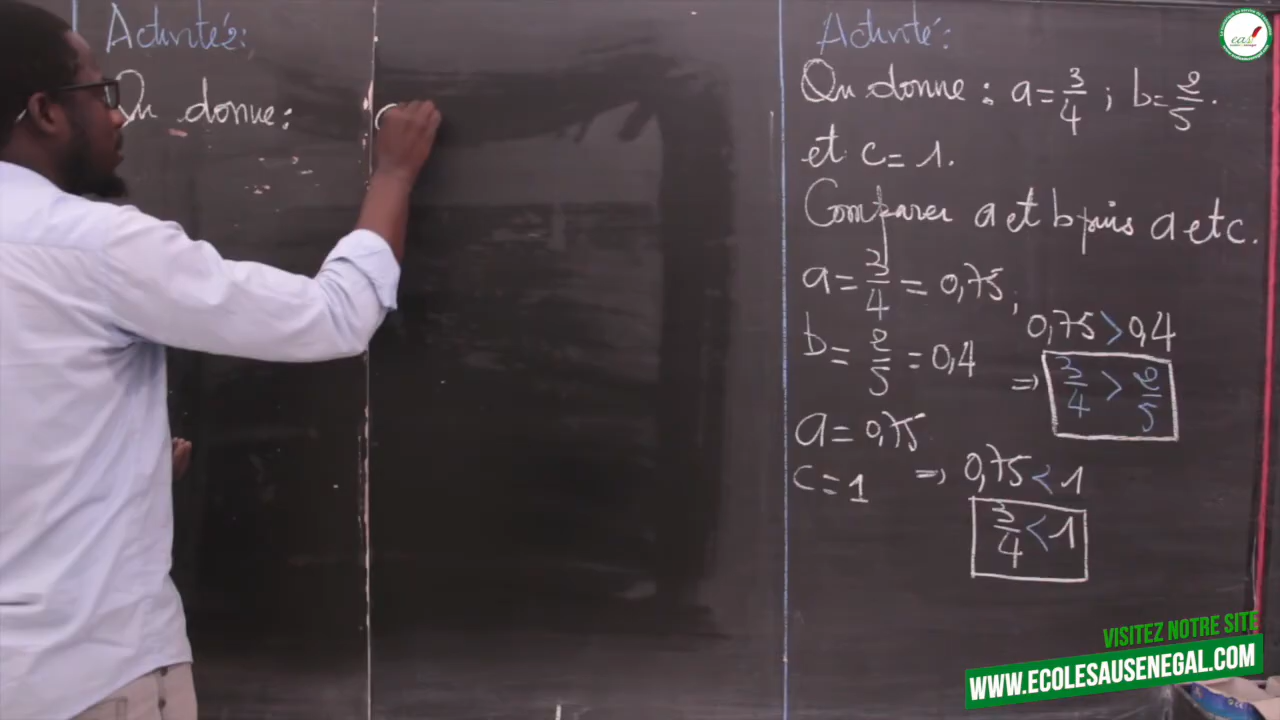 Activité2:
On donne:
Activité:
On donne: a=3/4 ; b=2/5.
et c=1.
Comparer a et b puis a et c.
a=3/4=0,75,
b=2/5=0,4
0,75>0,4
⇒ 3/4>2/5
a=0,75
c=1
⇒ 0,75<1
3/4<1
eas!
VISITEZ NOTRE SITE
WWW.ECOLESAUSENEGAL.COM